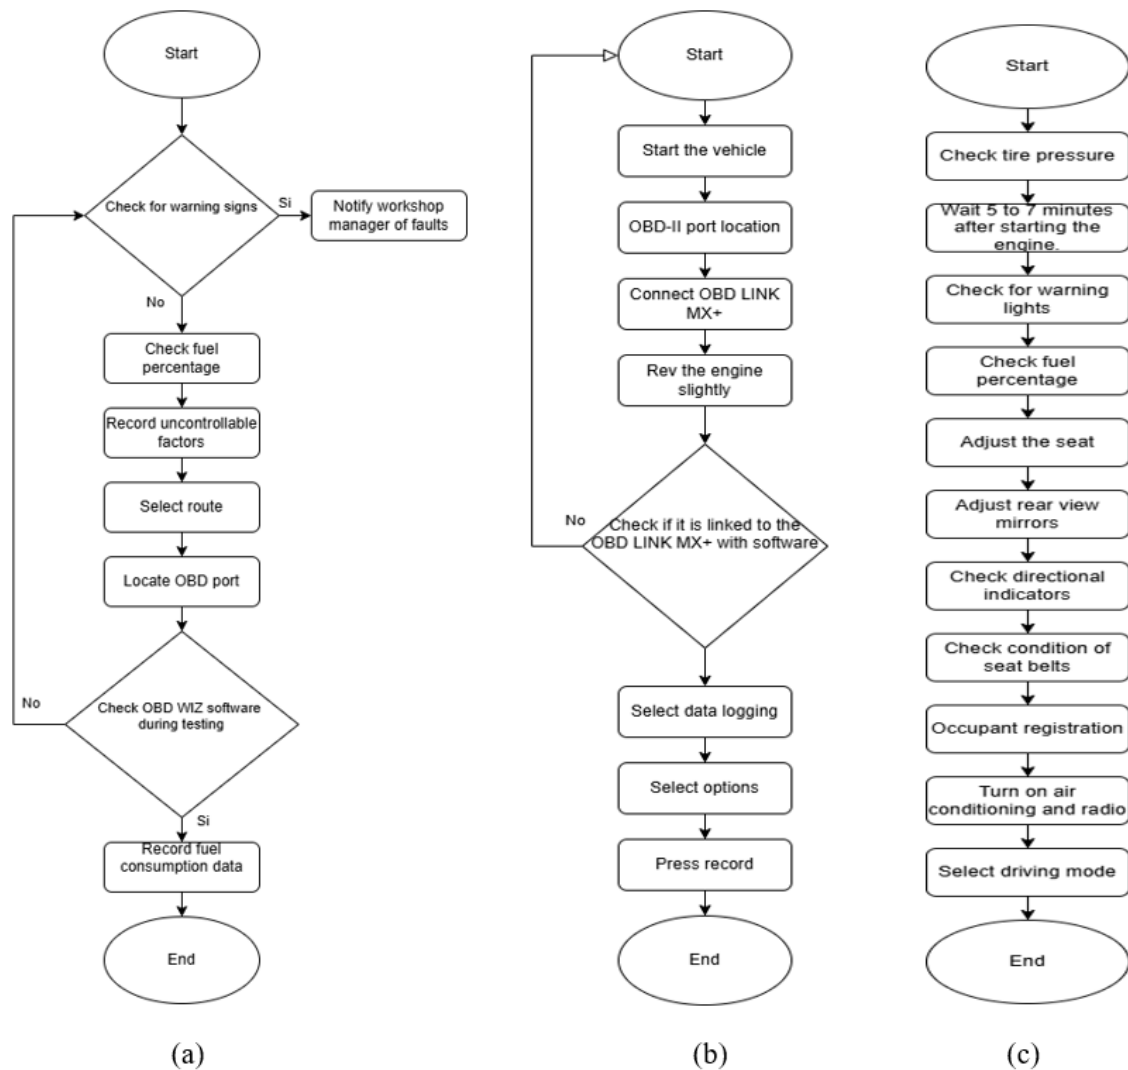 Start
Check for warning signs
Si
Notify workshop
manager of faults
No
Check fuel
percentage
Record uncontrollable
factors
Select route
Locate OBD port
No
Check OBD WIZ software
during testing
Si
Record fuel
consumption data
End
(a)
Start
Start the vehicle
OBD-II port location
Connect OBD LINK
MX+
Rev the engine
slightly
No
Check if it is linked to the
OBD LINK MX+ with software
Select data logging
Select options
Press record
End
(b)
Start
Check tire pressure
Wait 5 to 7 minutes
after starting the
engine.
Check for warning
lights
Check fuel
percentage
Adjust the seat
Adjust rear view
mirrors
Check directional
indicators
Check condition of
seat belts
Occupant registration
Turn on air
conditioning and radio
Select driving mode
End
(c)